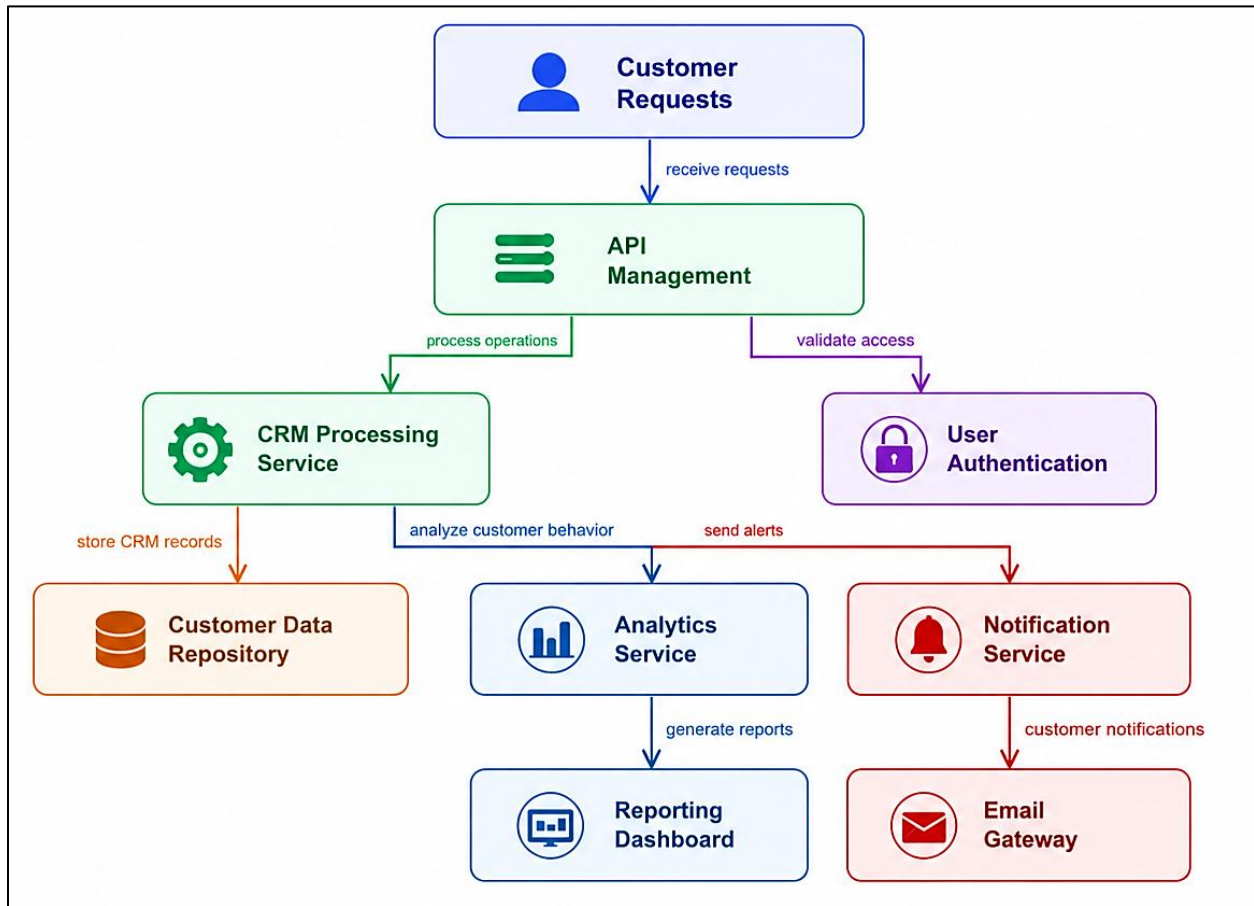 Customer
Requests
receive requests
API
Management
process operations
validate access
CRM Processing
Service
User
Authentication
store CRM records
analyze customer behavior
send alerts
Customer Data
Repository
Analytics
Service
Notification
Service
generate reports
customer notifications
Reporting
Dashboard
Email
Gateway